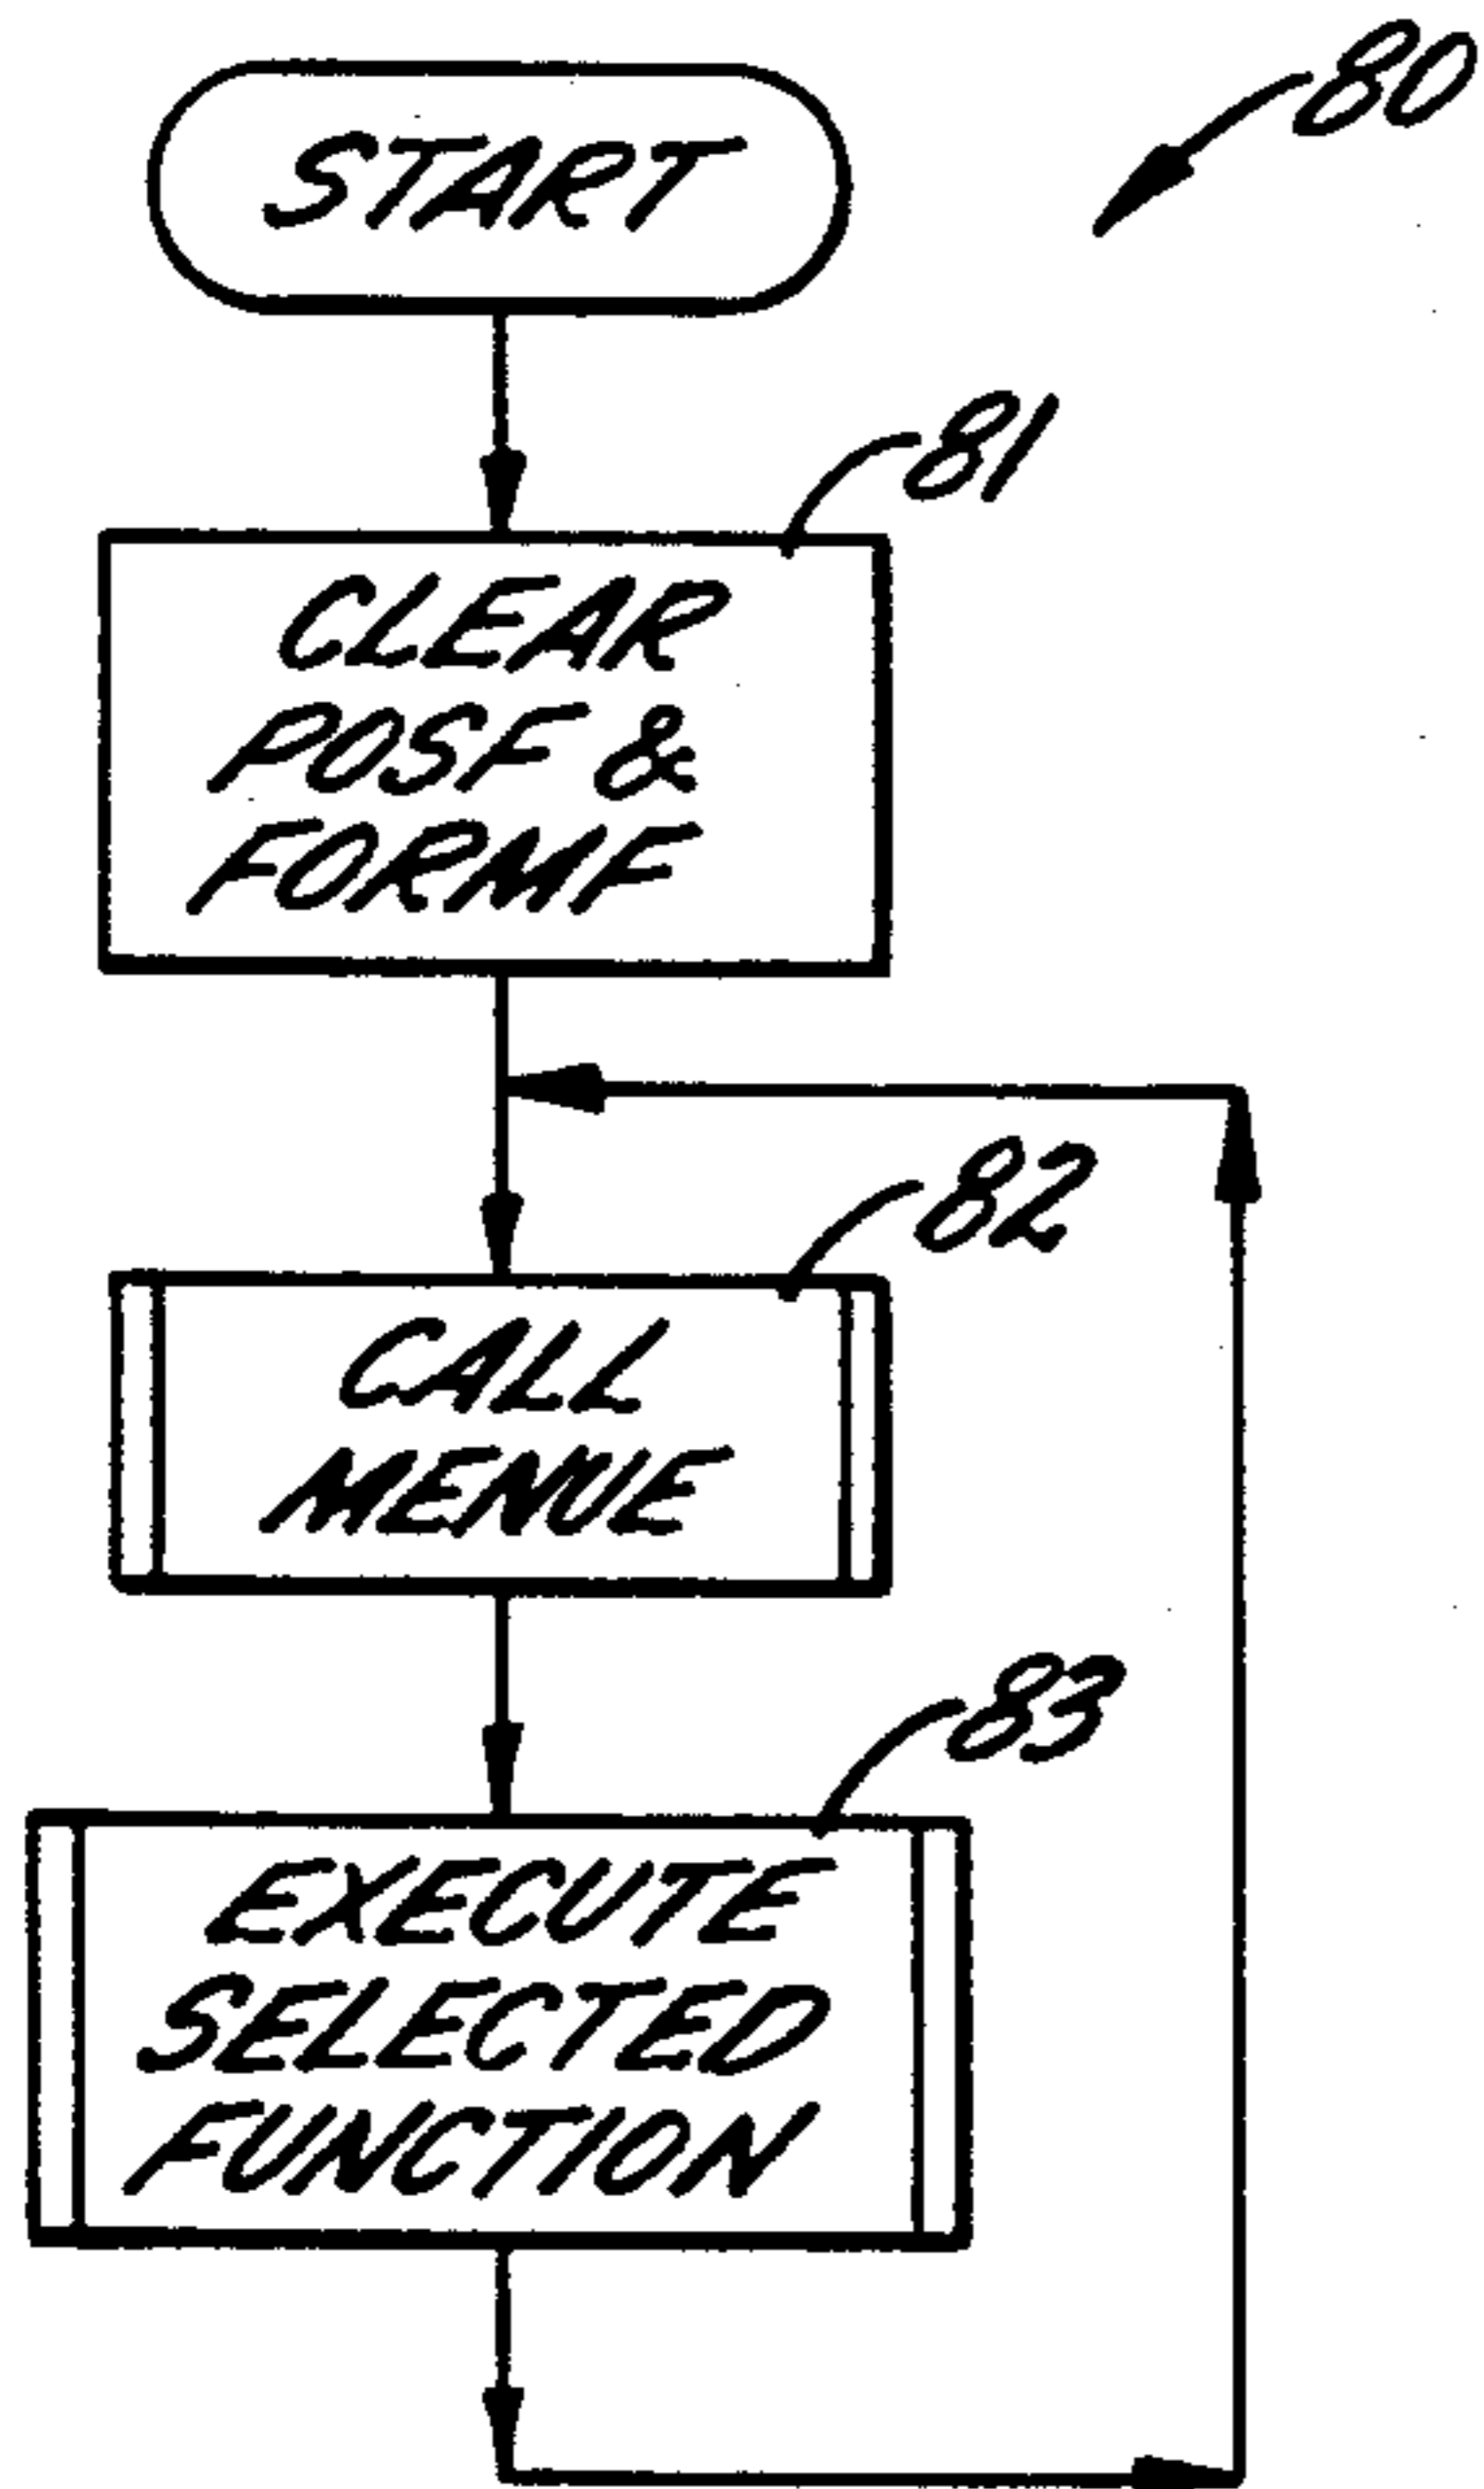 80
START
81
CLEAR
POSF &
FORMF
82
CALL
MENUE
83
EXECUTE
SELECTED
FUNCTION